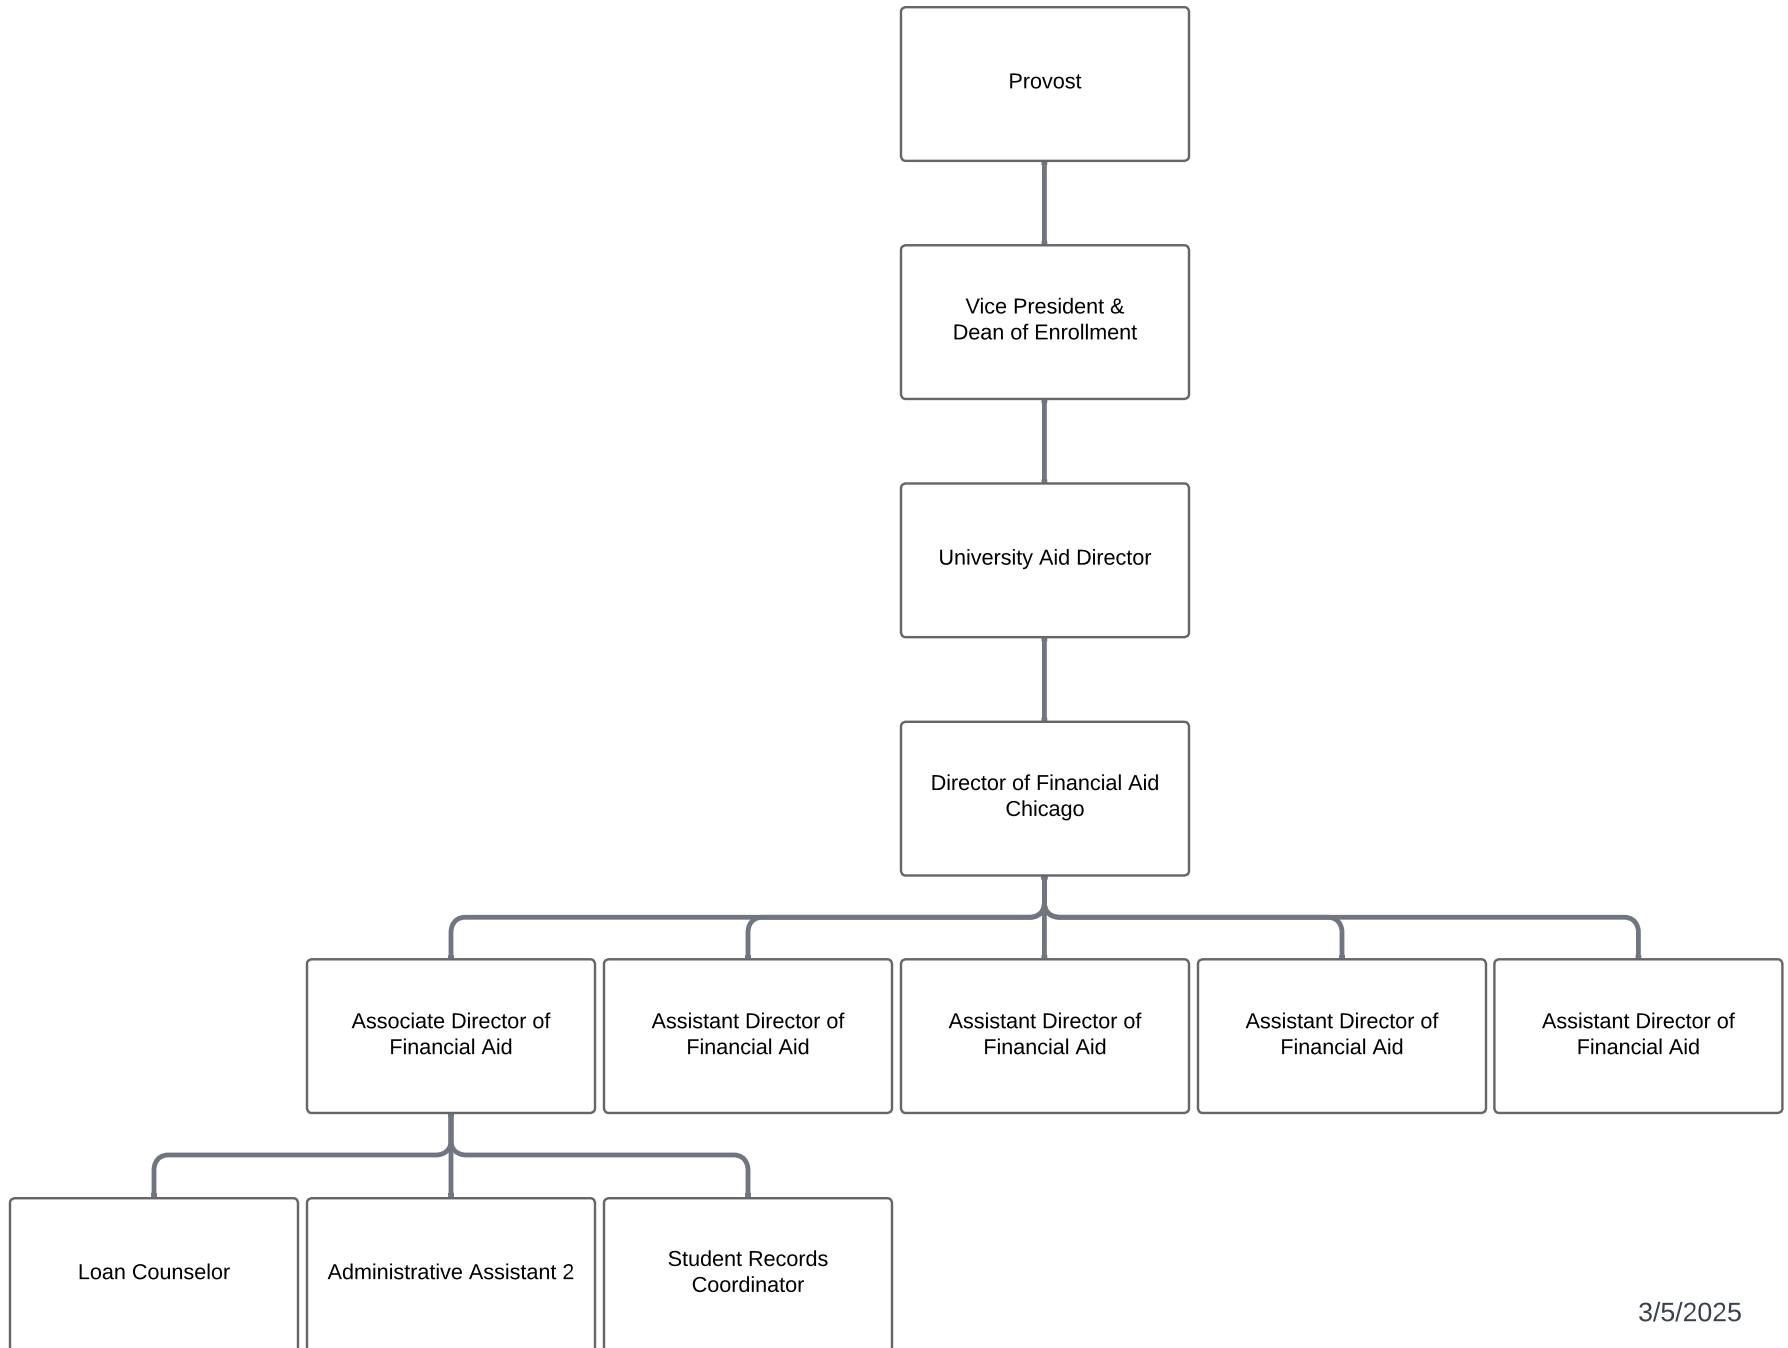 Provost
Vice President &
Dean of Enrollment
University Aid Director
Director of Financial Aid
Chicago
Associate Director of
Financial Aid
Assistant Director of
Financial Aid
Assistant Director of
Financial Aid
Assistant Director of
Financial Aid
Assistant Director of
Financial Aid
Loan Counselor
Administrative Assistant 2
Student Records
Coordinator
3/5/2025